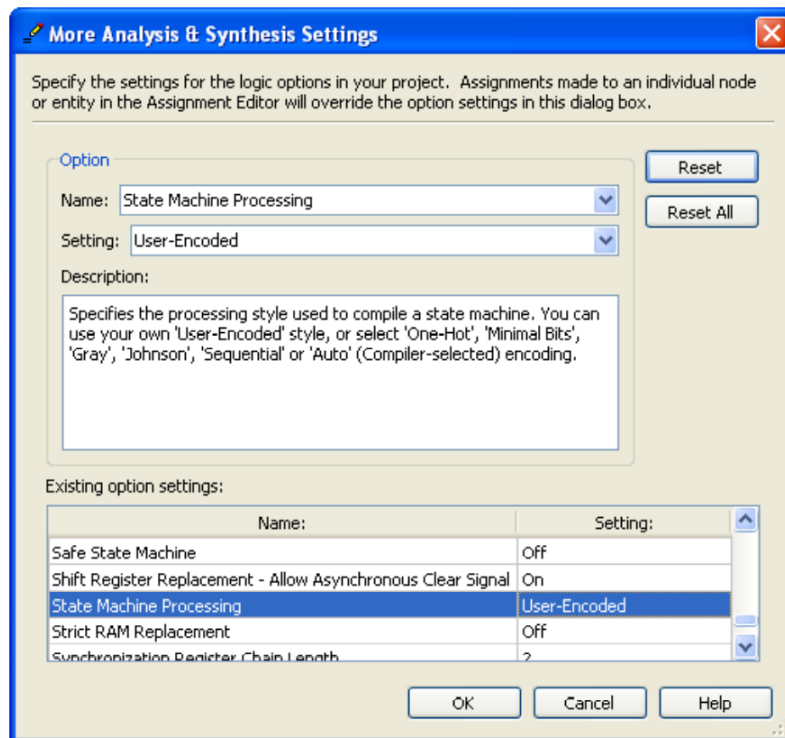 More Analysis & Synthesis Settings
Specify the settings for the logic options in your project. Assignments made to an individual node
or entity in the Assignment Editor will override the option settings in this dialog box.
Option
Name: State Machine Processing
Reset
Setting: User-Encoded
Reset All
Description:
Specifies the processing style used to compile a state machine. You can
use your own 'User-Encoded' style, or select 'One-Hot', 'Minimal Bits',
'Gray', 'Johnson', 'Sequential' or 'Auto' (Compiler-selected) encoding.
Existing option settings:
Name: Setting:
Safe State Machine Off
Shift Register Replacement - Allow Asynchronous Clear Signal On
State Machine Processing User-Encoded
Strict RAM Replacement Off
Synchronization Register Chain Length 2
OK Cancel Help